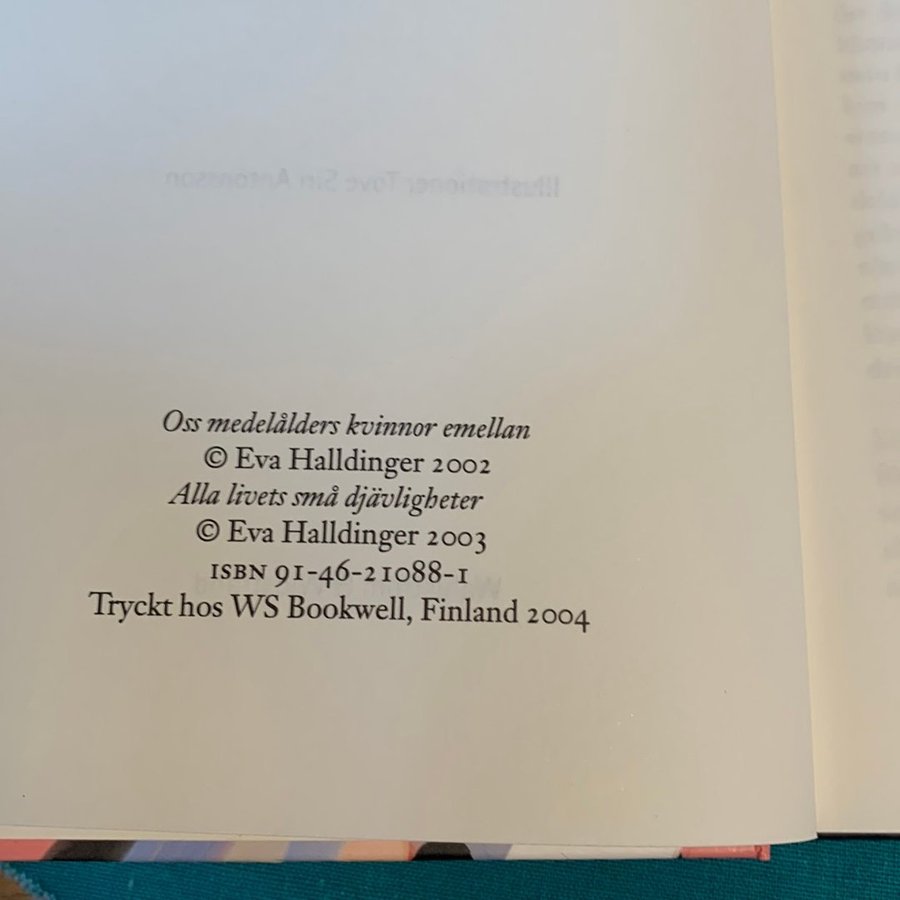 Oss medelålders kvinnor emellan
© Eva Halldinger 2002
Alla livets små djävligheter
© Eva Halldinger 2003
ISBN 91-46-21088-1
Tryckt hos WS Bookwell, Finland 2004